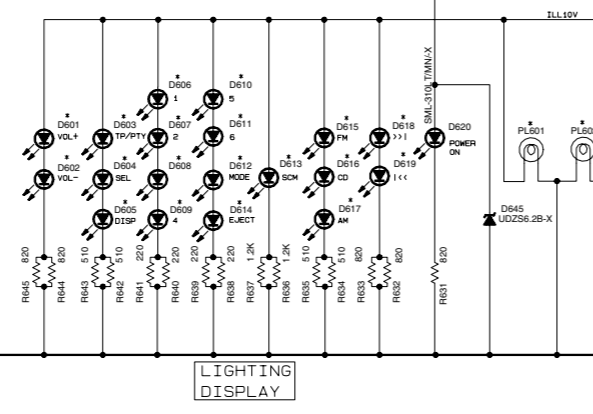 ILL10V
SML-310LT/MN/-X
*
D606
1
*
D610
5
*
D601
VOL+
*
D603
TP/PTY
*
D607
2
*
D611
6
*
D615
FM
*
D618
>>|
D620
POWER
ON
*
PL601
*
PL602
*
D602
VOL-
*
D604
SEL
*
D608
*
D612
MODE
*
D613
SCM
*
D616
CD
*
D619
|<<
*
D605
DISP
*
D609
4
*
D614
EJECT
*
D617
AM
D645
UDZS6.2B-X
820
820
510
510
220
220
220
220
1.2K
1.2K
510
510
820
820
820
R645
R644
R643
R642
R641
R640
R639
R638
R637
R636
R635
R634
R633
R632
R631
LIGHTING
DISPLAY